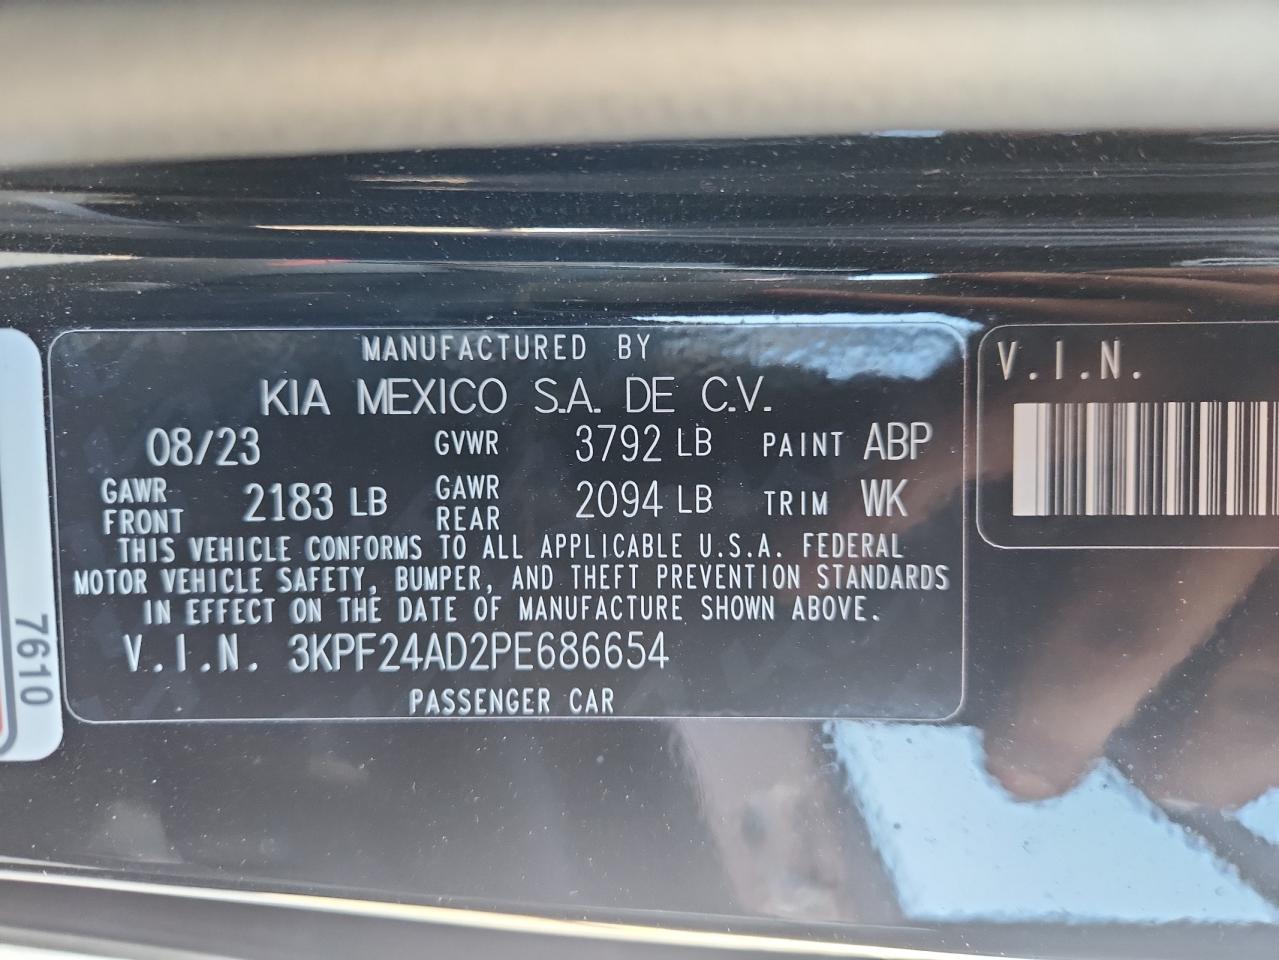 MANUFACTURED BY
KIA MEXICO S.A. DE C.V.
08/23 GVWR 3792 LB PAINT ABP
GAWR FRONT 2183 LB GAWR REAR 2094 LB TRIM WK
THIS VEHICLE CONFORMS TO ALL APPLICABLE U.S.A. FEDERAL
MOTOR VEHICLE SAFETY, BUMPER, AND THEFT PREVENTION STANDARDS
IN EFFECT ON THE DATE OF MANUFACTURE SHOWN ABOVE.
V.I.N. 3KPF24AD2PE686654
PASSENGER CAR
V.I.N.
7610